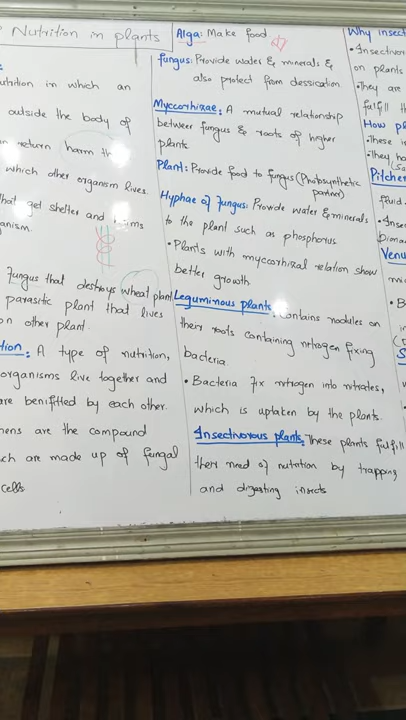 Nutrition in plants
:
nutrition in which an
outside the body of
in return harm th
which other organism lives.
that get shelter and
anism.
fungus that destroys wheat plant
parasitic plant that lives
on other plant.
tion: A type of nutrition,
organisms live together and
are benifitted by each other.
hens are the compound
ch are made up of fungal
cells
Alga: Make food
fungus: Provide water & minerals &
also protect from dessication
Myccorhizae: A mutual relationship
between fungus & roots of higher
plants
Plant: Provide food to fungus (Photosynthetic
partner)
Hyphae of fungus: Provide water & minerals
to the plant such as phosphorus
• Plants with myccorhizal relation show
better growth
Leguminous plants: Contains nodules on
their roots containing nitrogen fixing
bacteria.
• Bacteria fix nitrogen into nitrates,
which is uptaken by the plants.
Insectivorous plants: These plants fulfill
their need of nutrition by trapping
and digesting insects
Why insect
• Insectivor
on plants
• They are
fulfill th
How pl
• These i
• They ha
Pitcher
fluid.
• Insec
Venu
• B